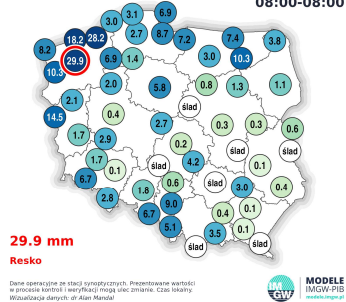 08:00-08:00
3.0 3.1 6.9
18.2 28.2 2.7 8.7 7.2 7.4 3.8
8.2 29.9 6.9 1.4 3.0 10.3
10.3
2.0 5.8 0.8 1.3 1.1
2.1 ślad
14.5 0.4 2.7 0.3 0.3 0.6
1.7 2.9 0.2 ślad
1.7 0.1 ślad 4.2 0.1
6.7 1.8 0.6 ślad 3.0 0.4
2.8 6.7 9.0 0.4 0.1
5.1 3.5 0.1
ślad ślad
29.9 mm
Resko
Dane operacyjne ze stacji synoptycznych. Prezentowane wartości
w procesie kontroli i weryfikacji mogą ulec zmianie. Czas lokalny.
Wizualizacja danych: dr Alan Mandal
IM
GW
MODELE
IMGW-PIB